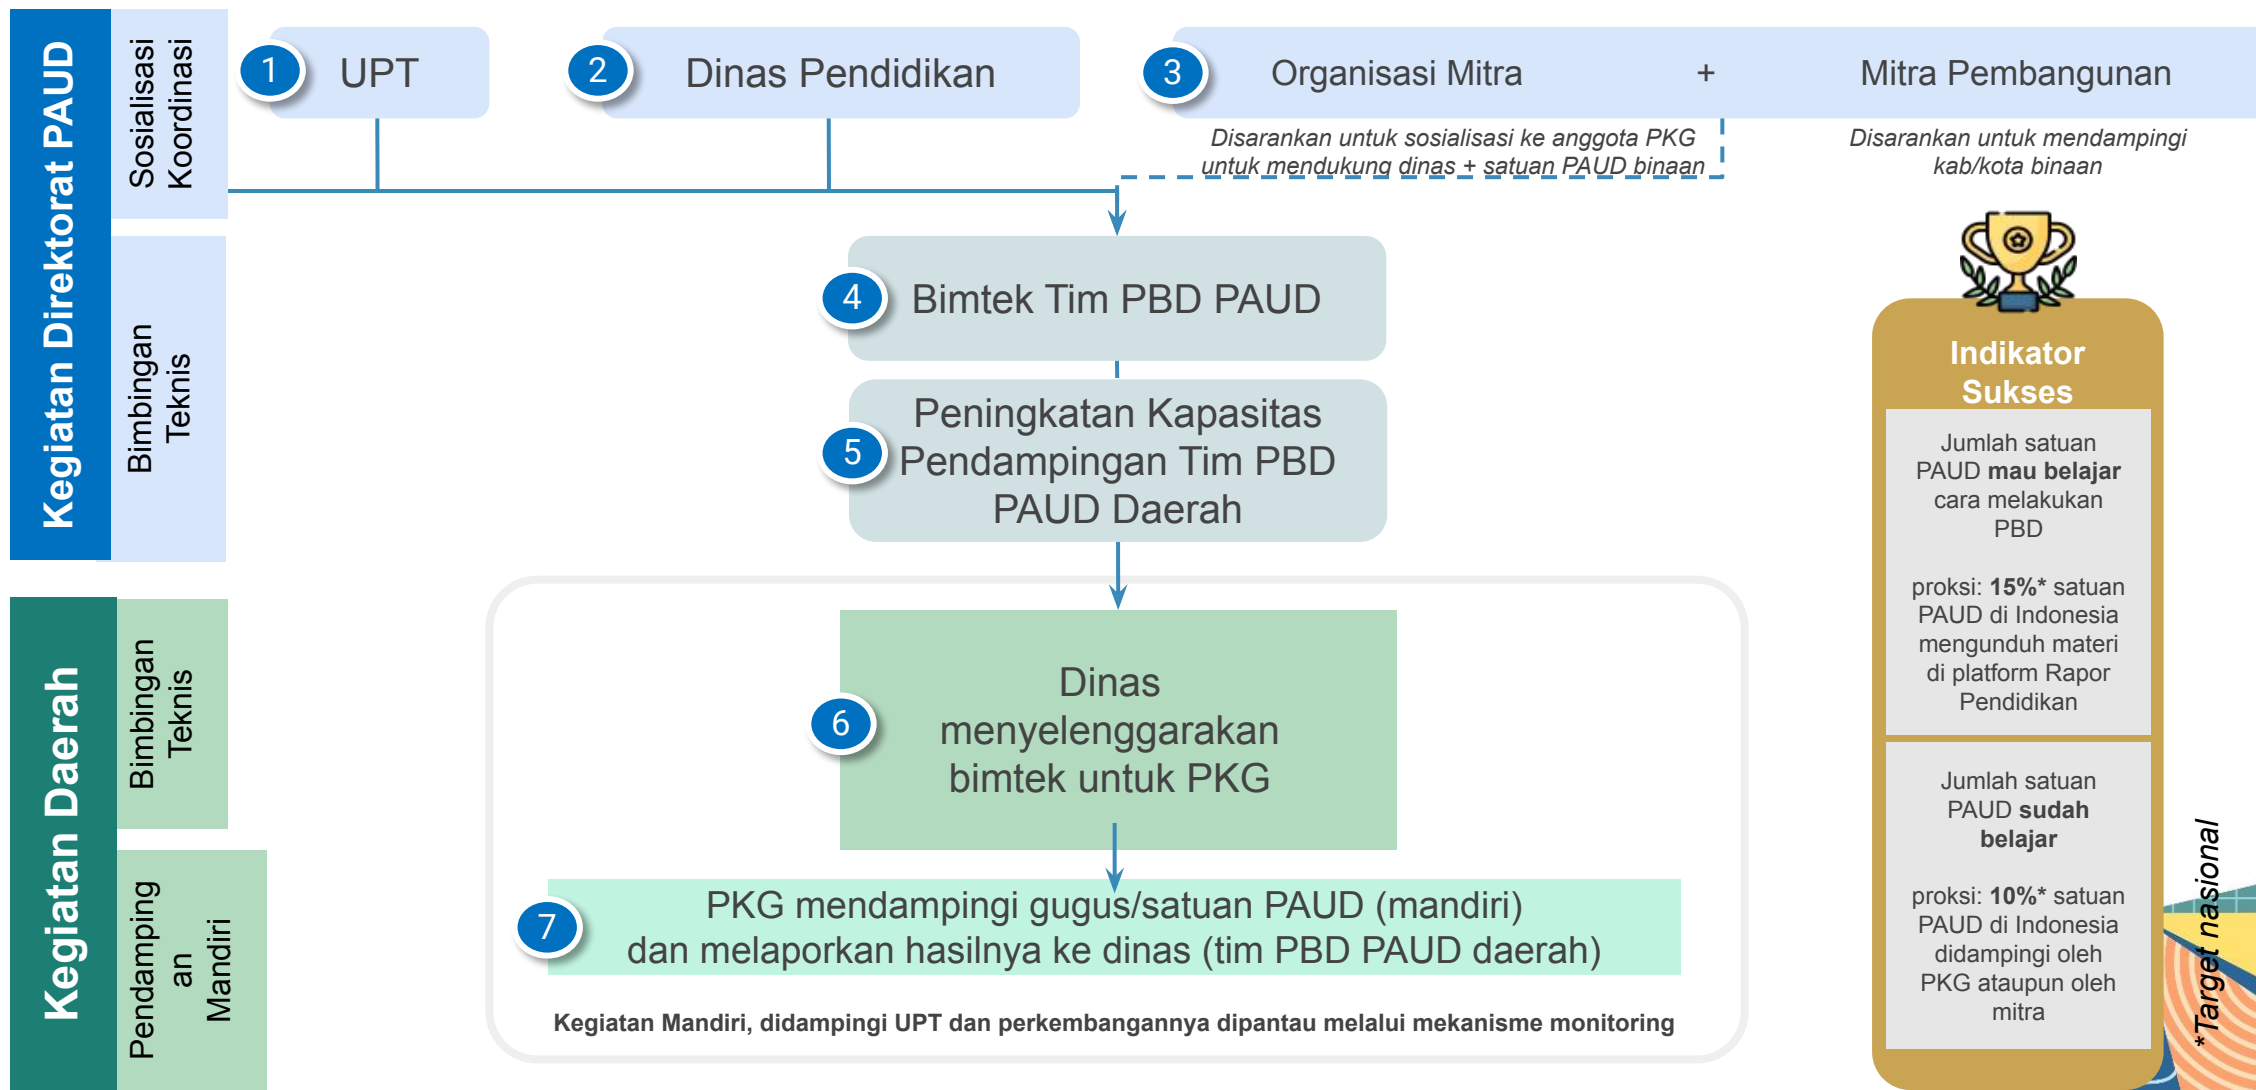 Kegiatan Direktorat PAUD
Sosialisasi
Koordinasi
1
UPT
2
Dinas Pendidikan
3
Organisasi Mitra
+
Mitra Pembangunan
Disarankan untuk sosialisasi ke anggota PKG
untuk mendukung dinas + satuan PAUD binaan
Disarankan untuk mendampingi
kab/kota binaan
Bimbingan
Teknis
4
Bimtek Tim PBD PAUD
5
Peningkatan Kapasitas
Pendampingan Tim PBD
PAUD Daerah
Kegiatan Daerah
Bimbingan
Teknis
6
Dinas
menyelenggarakan
bimtek untuk PKG
Pendamping
an
Mandiri
7
PKG mendampingi gugus/satuan PAUD (mandiri)
dan melaporkan hasilnya ke dinas (tim PBD PAUD daerah)
Kegiatan Mandiri, didampingi UPT dan perkembangannya dipantau melalui mekanisme monitoring
Indikator
Sukses
Jumlah satuan
PAUD mau belajar
cara melakukan
PBD
proksi: 15%* satuan
PAUD di Indonesia
mengunduh materi
di platform Rapor
Pendidikan
Jumlah satuan
PAUD sudah
belajar
proksi: 10%* satuan
PAUD di Indonesia
didampingi oleh
PKG ataupun oleh
mitra
*Target nasional